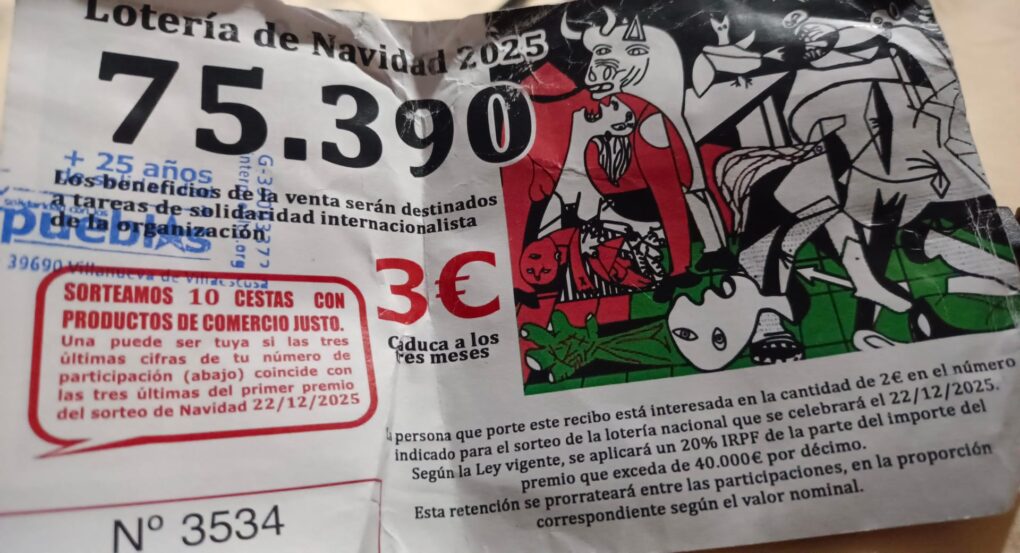 Lotería de Navidad 2025
75.390
+ 25 años
Los beneficios de la venta serán destinados
a tareas de solidaridad internacionalista
de la organización
pueblos
39690 Villanueva de Villaescusa
3€
Caduca a los
tres meses
SORTEAMOS 10 CESTAS CON
PRODUCTOS DE COMERCIO JUSTO.
Una puede ser tuya si las tres
últimas cifras de tu número de
participación (abajo) coincide con
las tres últimas del primer premio
del sorteo de Navidad 22/12/2025
La persona que porte este recibo está interesada en la cantidad de 2€ en el número
indicado para el sorteo de la lotería nacional que se celebrará el 22/12/2025.
Según la Ley vigente, se aplicará un 20% IRPF de la parte del importe del
premio que exceda de 40.000€ por décimo.
Esta retención se prorrateará entre las participaciones, en la proporción
correspondiente según el valor nominal.
Nº 3534